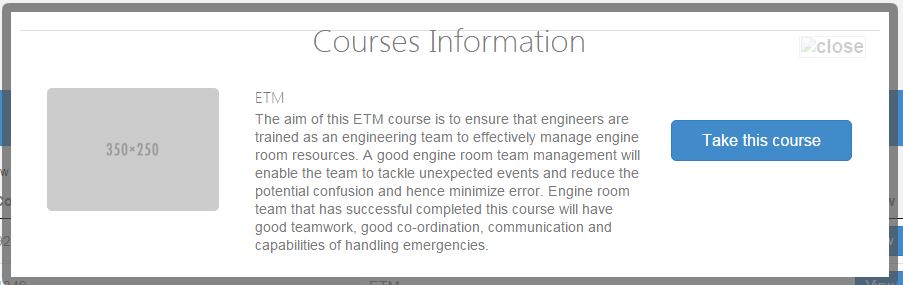 Courses Information
close
350×250
ETM
The aim of this ETM course is to ensure that engineers are
trained as an engineering team to effectively manage engine
room resources. A good engine room team management will
enable the team to tackle unexpected events and reduce the
potential confusion and hence minimize error. Engine room
team that has successful completed this course will have
good teamwork, good co-ordination, communication and
capabilities of handling emergencies.
Take this course